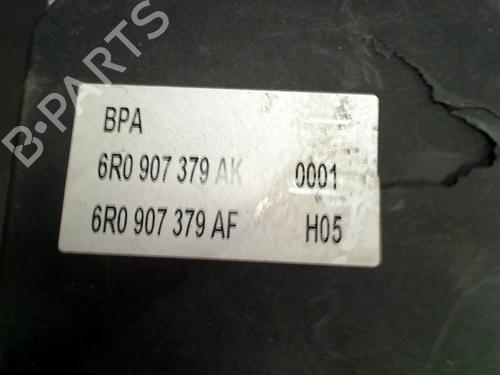 B-PARTS
BPA
6R0 907 379 AK 0001
6R0 907 379 AF H05